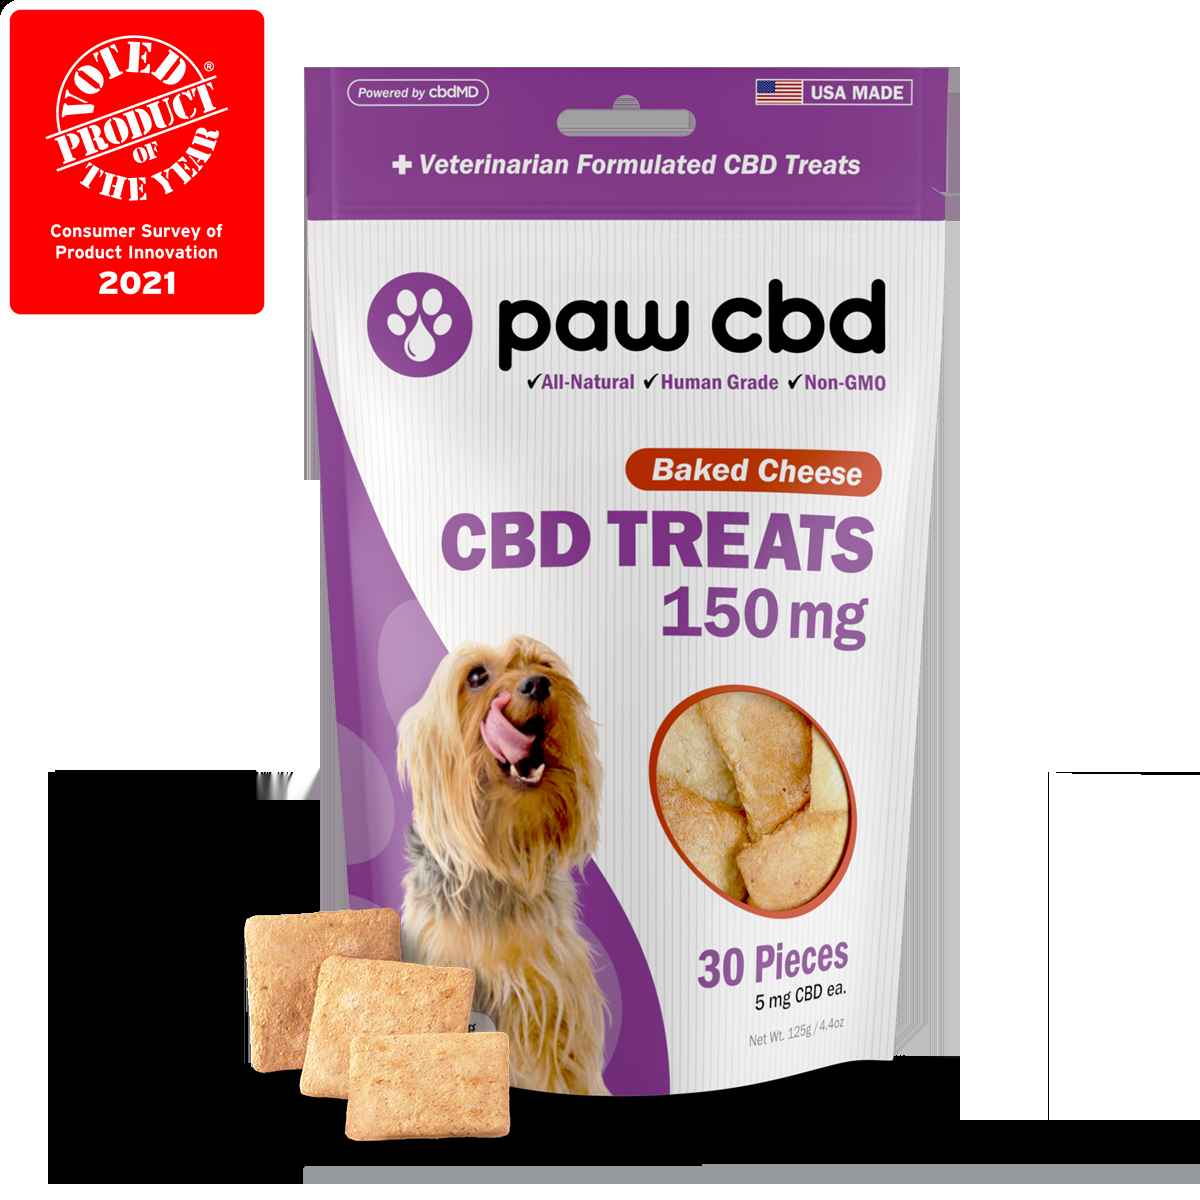 VOTED
PRODUCT
OF
THE YEAR
®
Consumer Survey of
Product Innovation
2021
Powered by cbdMD
USA MADE
+ Veterinarian Formulated CBD Treats
paw cbd
✓All-Natural ✓Human Grade ✓Non-GMO
Baked Cheese
CBD TREATS
150 mg
30 Pieces
5 mg CBD ea.
Net Wt. 125g / 4.4oz